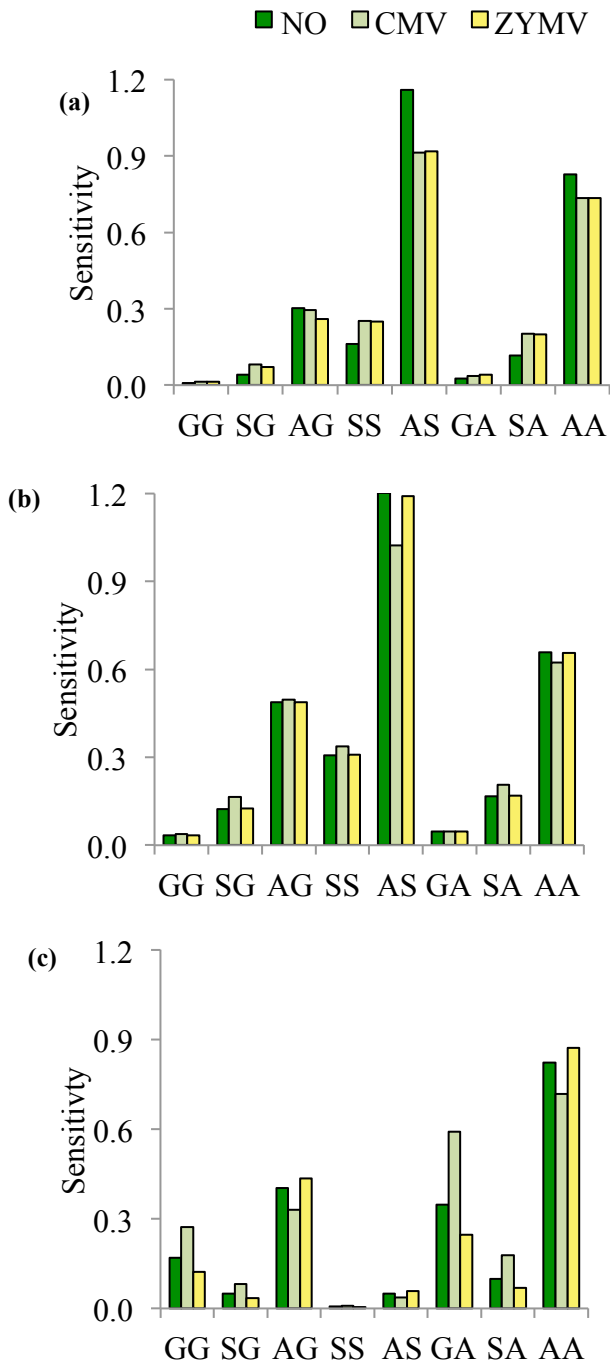 NO CMV ZYMV
(a)
Sensitivity
1.2
0.9
0.6
0.3
0.0
GG SG AG SS AS GA SA AA
(b)
Sensitivity
1.2
0.9
0.6
0.3
0.0
GG SG AG SS AS GA SA AA
(c)
Sensitivty
1.2
0.9
0.6
0.3
0.0
GG SG AG SS AS GA SA AA